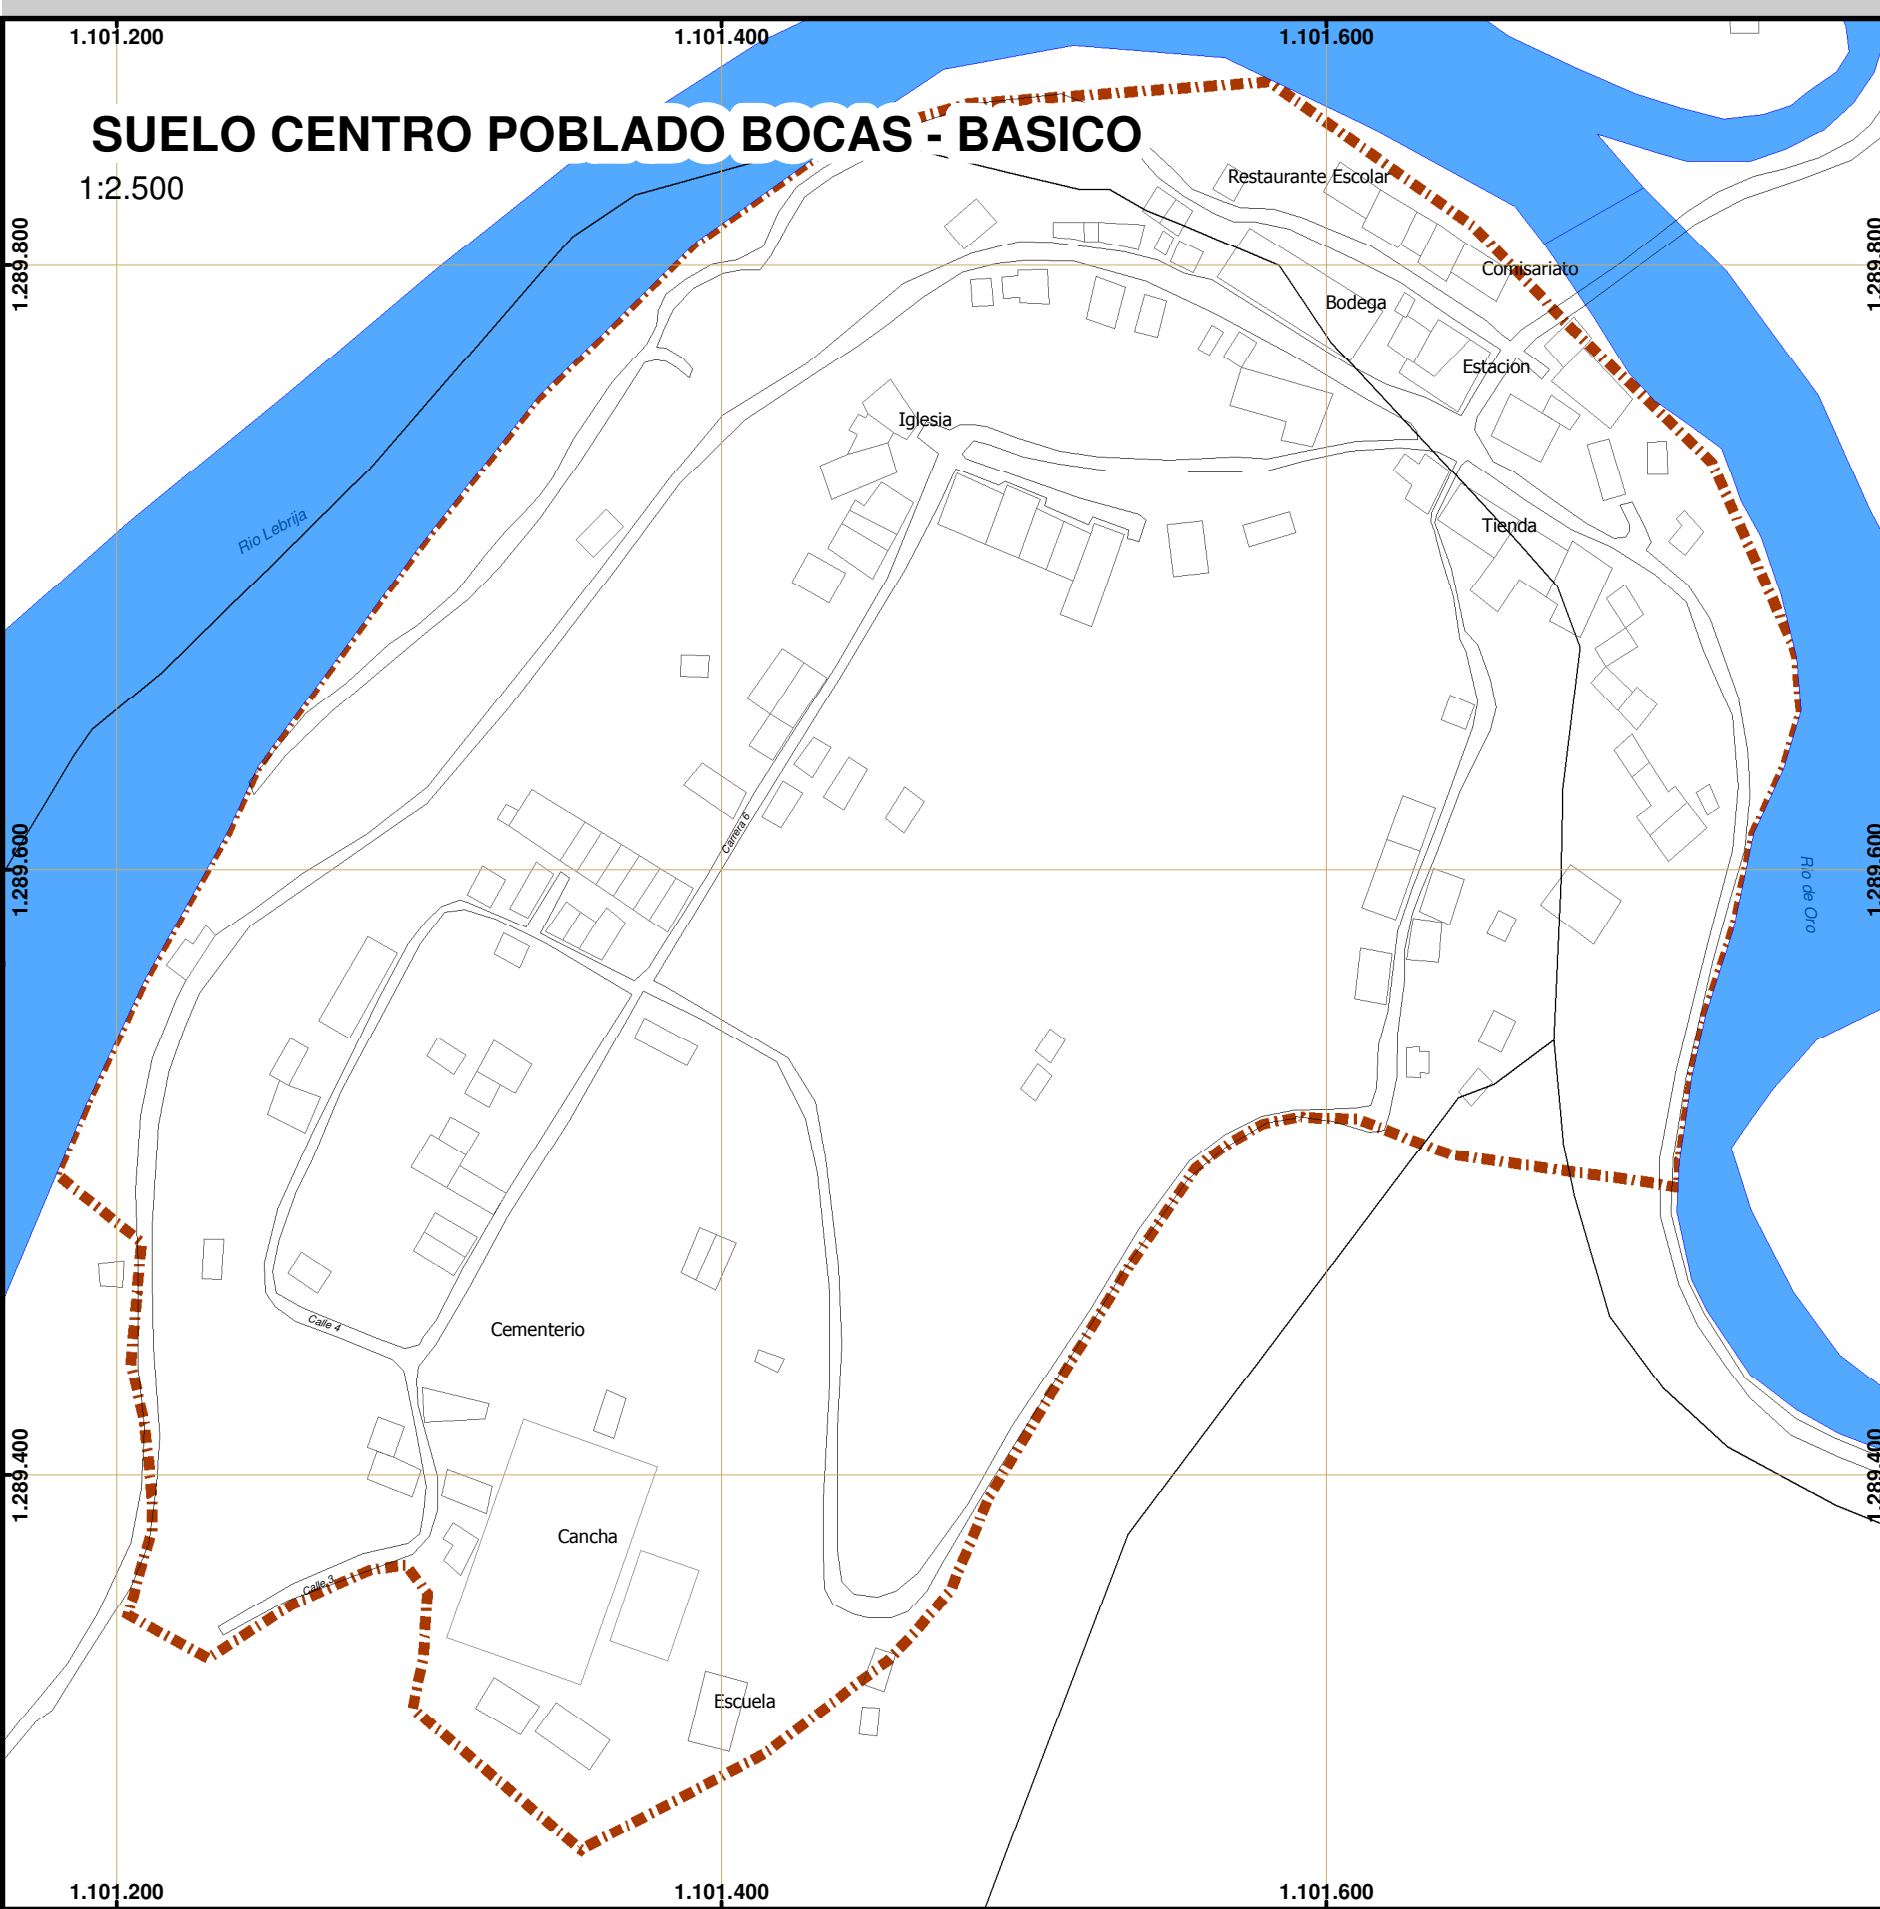 1.101.200
1.101.400
1.101.600
SUELO CENTRO POBLADO BOCAS - BASICO
1:2.500
Restaurante Escolar
1.289.800
1.289.800
Comisariato
Bodega
Estacion
Iglesia
Rio Lebrija
Tienda
Carrera 6
1.289.600
1.289.600
Rio de Oro
Calle 4
Cementerio
1.289.400
1.289.400
Cancha
Calle 3
Escuela
1.101.200
1.101.400
1.101.600